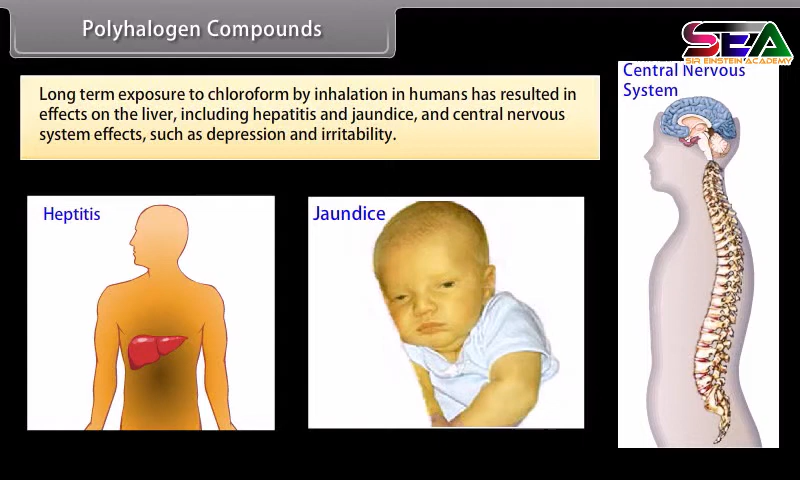 Polyhalogen Compounds
SEA
SIR EINSTEIN ACADEMY
Long term exposure to chloroform by inhalation in humans has resulted in
effects on the liver, including hepatitis and jaundice, and central nervous
system effects, such as depression and irritability.
Central Nervous
System
Heptitis
Jaundice